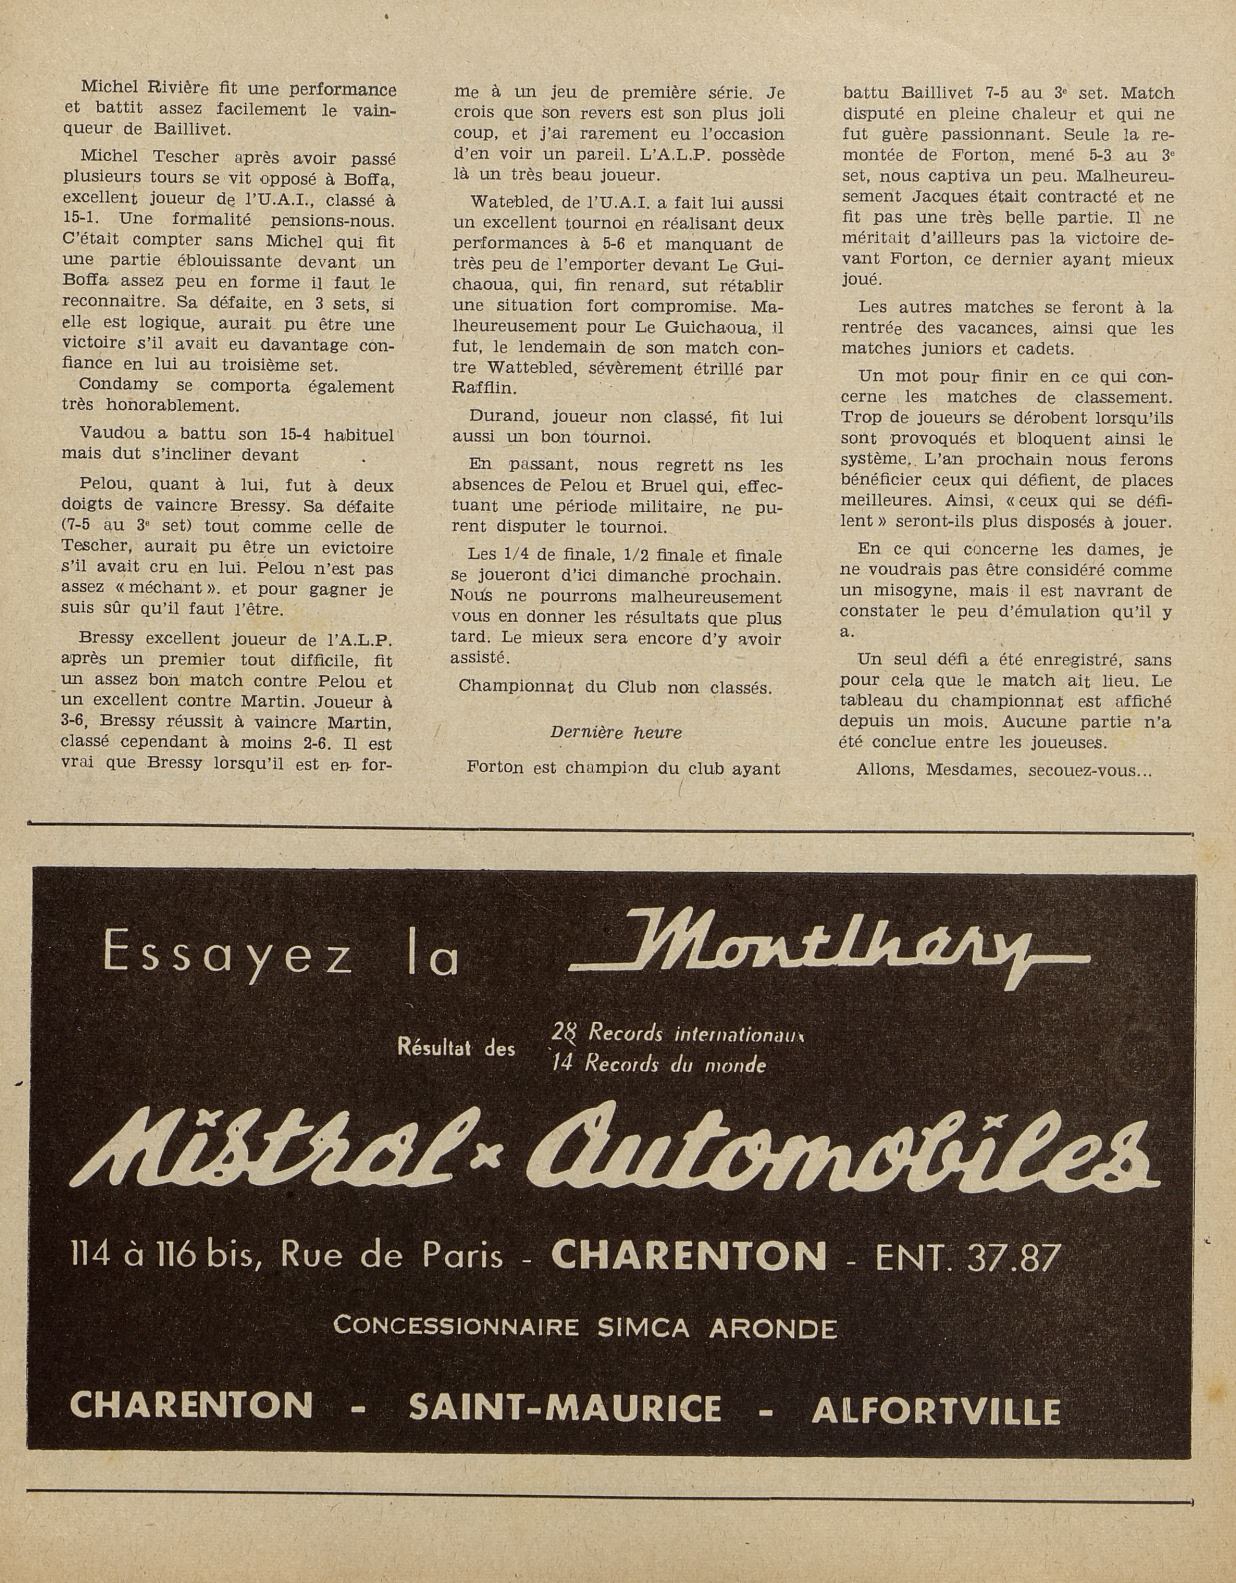 Michel Rivière fit une performance
et battit assez facilement le vain-
queur de Baillivet.
Michel Tescher après avoir passé
plusieurs tours se vit opposé à Boffa,
excellent joueur de l'U.A.I., classé à
15-1. Une formalité pensions-nous.
C'était compter sans Michel qui fit
une partie éblouissante devant un
Boffa assez peu en forme il faut le
reconnaitre. Sa défaite, en 3 sets, si
elle est logique, aurait pu être une
victoire s'il avait eu davantage con-
fiance en lui au troisième set.
Condamy se comporta également
très honorablement.
Vaudou a battu son 15-4 habituel
mais dut s'incliner devant
Pelou, quant à lui, fut à deux
doigts de vaincre Bressy. Sa défaite
(7-5 au 3e set) tout comme celle de
Tescher, aurait pu être un evictoire
s'il avait cru en lui. Pelou n'est pas
assez « méchant ». et pour gagner je
suis sûr qu'il faut l'être.
Bressy excellent joueur de l'A.L.P.
après un premier tout difficile, fit
un assez bon match contre Pelou et
un excellent contre Martin. Joueur à
3-6, Bressy réussit à vaincre Martin,
classé cependant à moins 2-6. Il est
vrai que Bressy lorsqu'il est en for-
me à un jeu de première série. Je
crois que son revers est son plus joli
coup, et j'ai rarement eu l'occasion
d'en voir un pareil. L'A.L.P. possède
là un très beau joueur.
Watebled, de l'U.A.I. a fait lui aussi
un excellent tournoi en réalisant deux
performances à 5-6 et manquant de
très peu de l'emporter devant Le Gui-
chaoua, qui, fin renard, sut rétablir
une situation fort compromise. Ma-
lheureusement pour Le Guichaoua, il
fut, le lendemain de son match con-
tre Wattebled, sévèrement étrillé par
Rafflin.
Durand, joueur non classé, fit lui
aussi un bon tournoi.
En passant, nous regrett ns les
absences de Pelou et Bruel qui, effec-
tuant une période militaire, ne pu-
rent disputer le tournoi.
Les 1/4 de finale, 1/2 finale et finale
se joueront d'ici dimanche prochain.
Nous ne pourrons malheureusement
vous en donner les résultats que plus
tard. Le mieux sera encore d'y avoir
assisté.
Championnat du Club non classés.
Dernière heure
Forton est champion du club ayant
battu Baillivet 7-5 au 3e set. Match
disputé en pleine chaleur et qui ne
fut guère passionnant. Seule la re-
montée de Forton, mené 5-3 au 3e
set, nous captiva un peu. Malheureu-
sement Jacques était contracté et ne
fit pas une très belle partie. Il ne
méritait d'ailleurs pas la victoire de-
vant Forton, ce dernier ayant mieux
joué.
Les autres matches se feront à la
rentrée des vacances, ainsi que les
matches juniors et cadets.
Un mot pour finir en ce qui con-
cerne les matches de classement.
Trop de joueurs se dérobent lorsqu'ils
sont provoqués et bloquent ainsi le
système. L'an prochain nous ferons
bénéficier ceux qui défient, de places
meilleures. Ainsi, « ceux qui se défi-
lent » seront-ils plus disposés à jouer.
En ce qui concerne les dames, je
ne voudrais pas être considéré comme
un misogyne, mais il est navrant de
constater le peu d'émulation qu'il y
a.
Un seul défi a été enregistré, sans
pour cela que le match ait lieu. Le
tableau du championnat est affiché
depuis un mois. Aucune partie n'a
été conclue entre les joueuses.
Allons, Mesdames, secouez-vous...
Essayez la Montlhéry
Résultat des 28 Records internationaux
14 Records du monde
Mistral x Automobiles
114 à 116 bis, Rue de Paris - CHARENTON - ENT. 37.87
CONCESSIONNAIRE SIMCA ARONDE
CHARENTON - SAINT-MAURICE - ALFORTVILLE